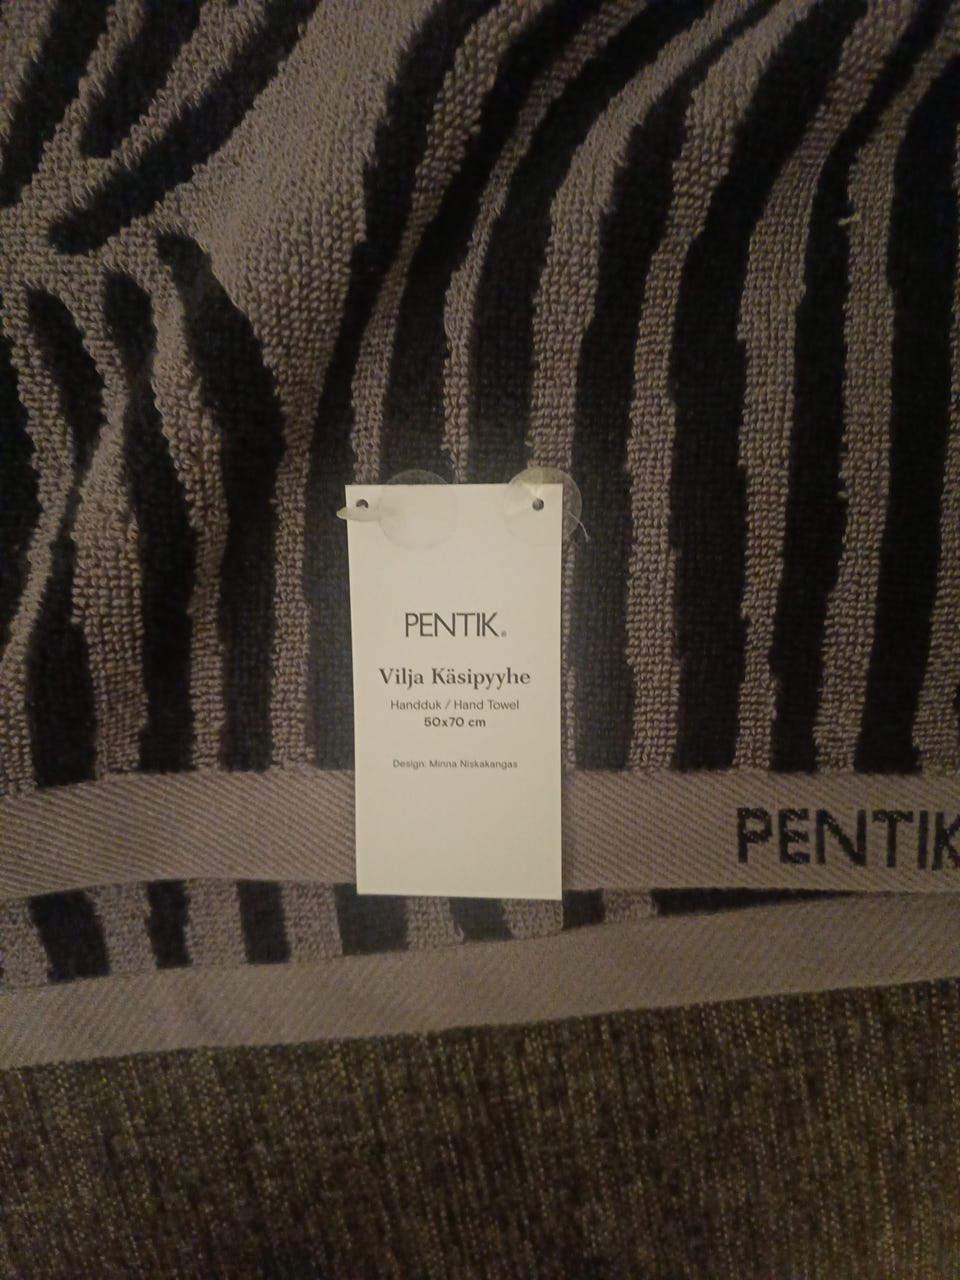 PENTIK®
Vilja Käsipyyhe
Handduk / Hand Towel
50x70 cm
Design: Minna Niskakangas
PENTIK